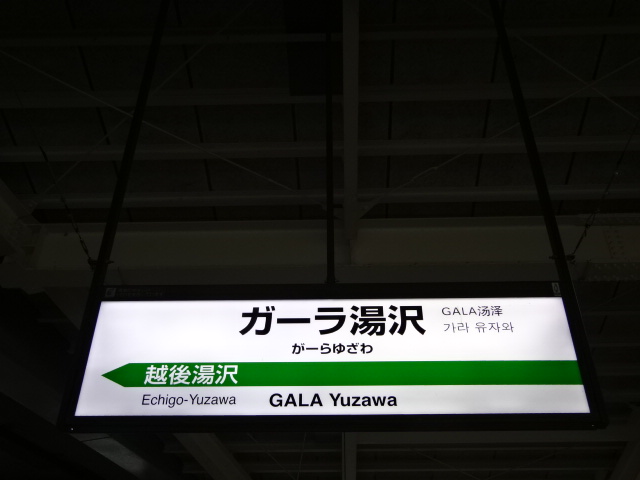 ガーラ湯沢
GALA汤泽
가라 유자와
がーらゆざわ
越後湯沢
Echigo-Yuzawa
GALA Yuzawa